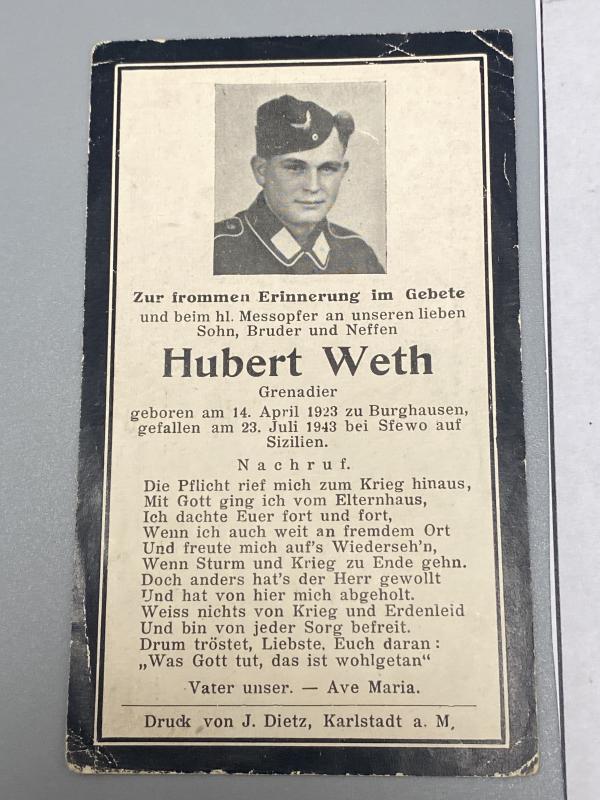 Zur frommen Erinnerung im Gebete
und beim hl. Messopfer an unseren lieben
Sohn, Bruder und Neffen
Hubert Weth
Grenadier
geboren am 14. April 1923 zu Burghausen,
gefallen am 23. Juli 1943 bei Sfewo auf
Sizilien.
Nachruf.
Die Pflicht rief mich zum Krieg hinaus,
Mit Gott ging ich vom Elternhaus,
Ich dachte Euer fort und fort,
Wenn ich auch weit an fremdem Ort
Und freute mich auf's Wiederseh'n,
Wenn Sturm und Krieg zu Ende gehn.
Doch anders hat's der Herr gewollt
Und hat von hier mich abgeholt.
Weiss nichts von Krieg und Erdenleid
Und bin von jeder Sorg befreit.
Drum tröstet, Liebste, Euch daran:
„Was Gott tut, das ist wohlgetan“
Vater unser. — Ave Maria.
Druck von J. Dietz, Karlstadt a. M.